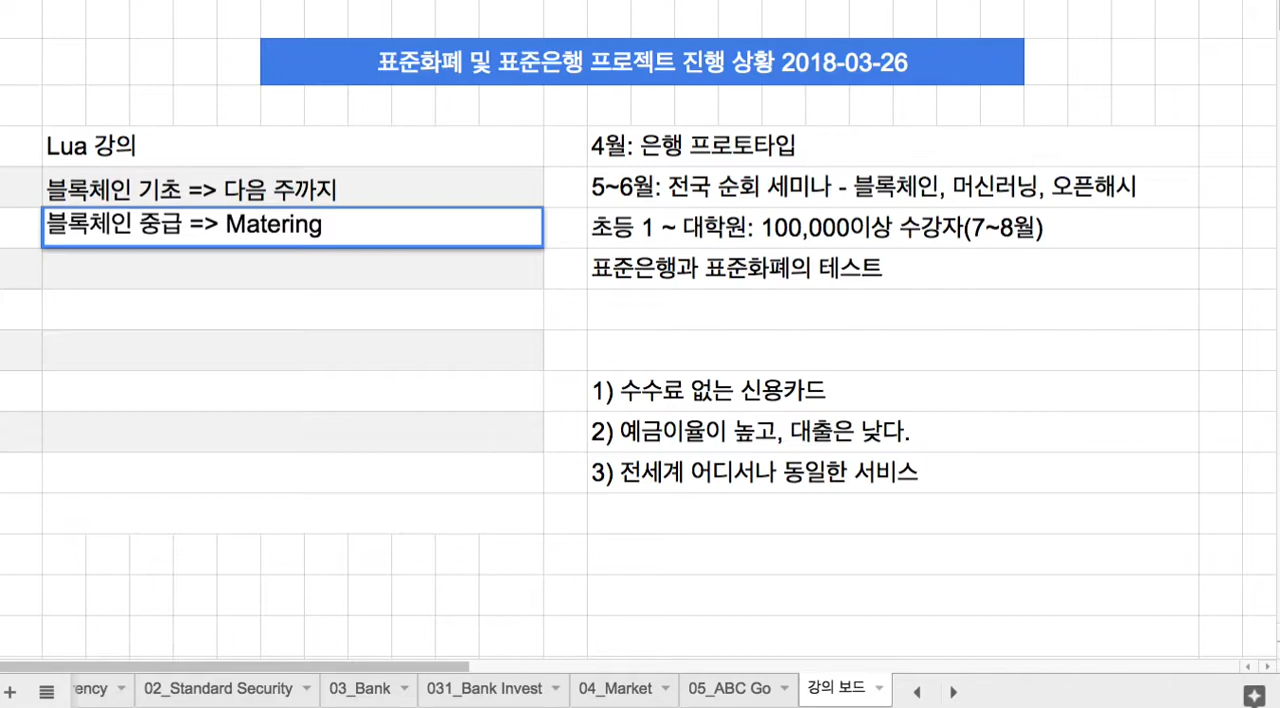 표준화폐 및 표준은행 프로젝트 진행 상황 2018-03-26
Lua 강의
블록체인 기초 => 다음 주까지
블록체인 중급 => Matering
4월: 은행 프로토타입
5~6월: 전국 순회 세미나 - 블록체인, 머신러닝, 오픈해시
초등 1 ~ 대학원: 100,000이상 수강자(7~8월)
표준은행과 표준화폐의 테스트
1) 수수료 없는 신용카드
2) 예금이율이 높고, 대출은 낮다.
3) 전세계 어디서나 동일한 서비스
ency 02_Standard Security 03_Bank 031_Bank Invest 04_Market 05_ABC Go 강의 보드